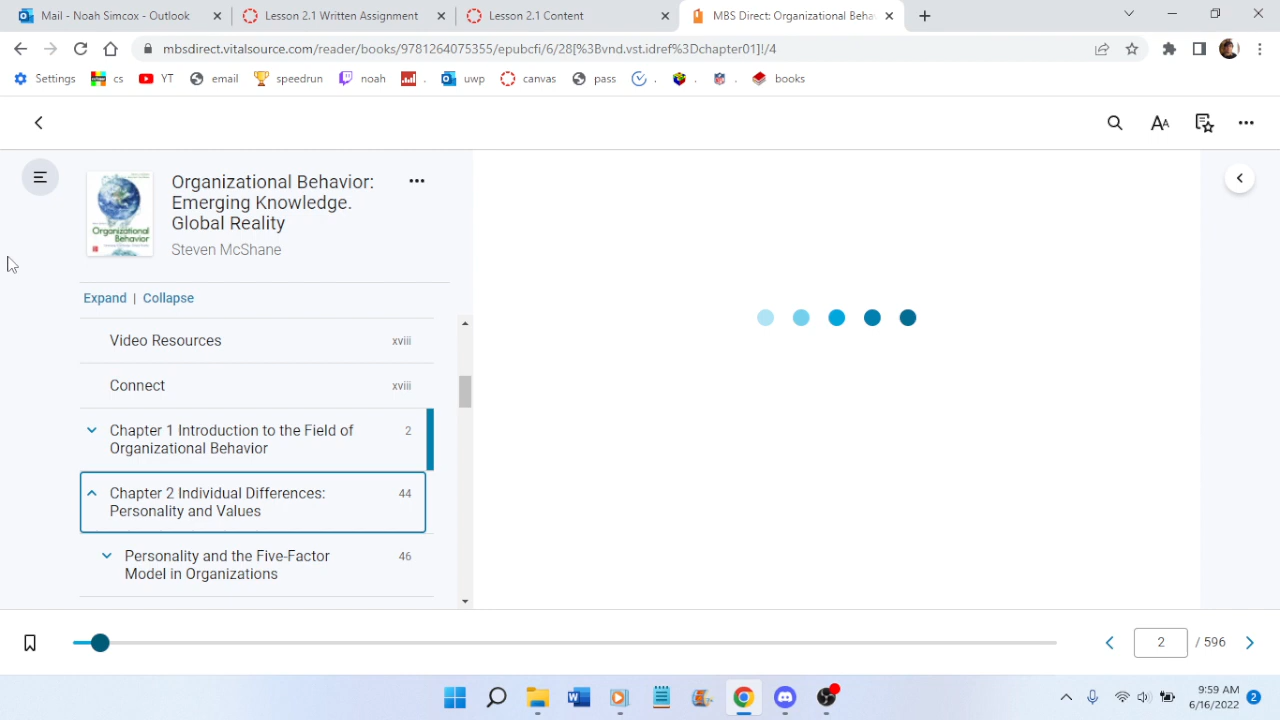 Mail - Noah Simcox - Outlook
Lesson 2.1 Written Assignment
Lesson 2.1 Content
MBS Direct: Organizational Beha
mbsdirect.vitalsource.com/reader/books/9781264075355/epubcfi/6/28[%3Bvnd.vst.idref%3Dchapter01]!/4
Settings
cs
YT
email
speedrun
noah
.
uwp
canvas
pass
.
.
.
books
Organizational Behavior:
Emerging Knowledge.
Global Reality
Steven McShane
Organizational
Behavior
Expand | Collapse
Video Resources xviii
Connect xviii
Chapter 1 Introduction to the Field of 2
Organizational Behavior
Chapter 2 Individual Differences: 44
Personality and Values
Personality and the Five-Factor 46
Model in Organizations
2 / 596
9:59 AM
6/16/2022
2